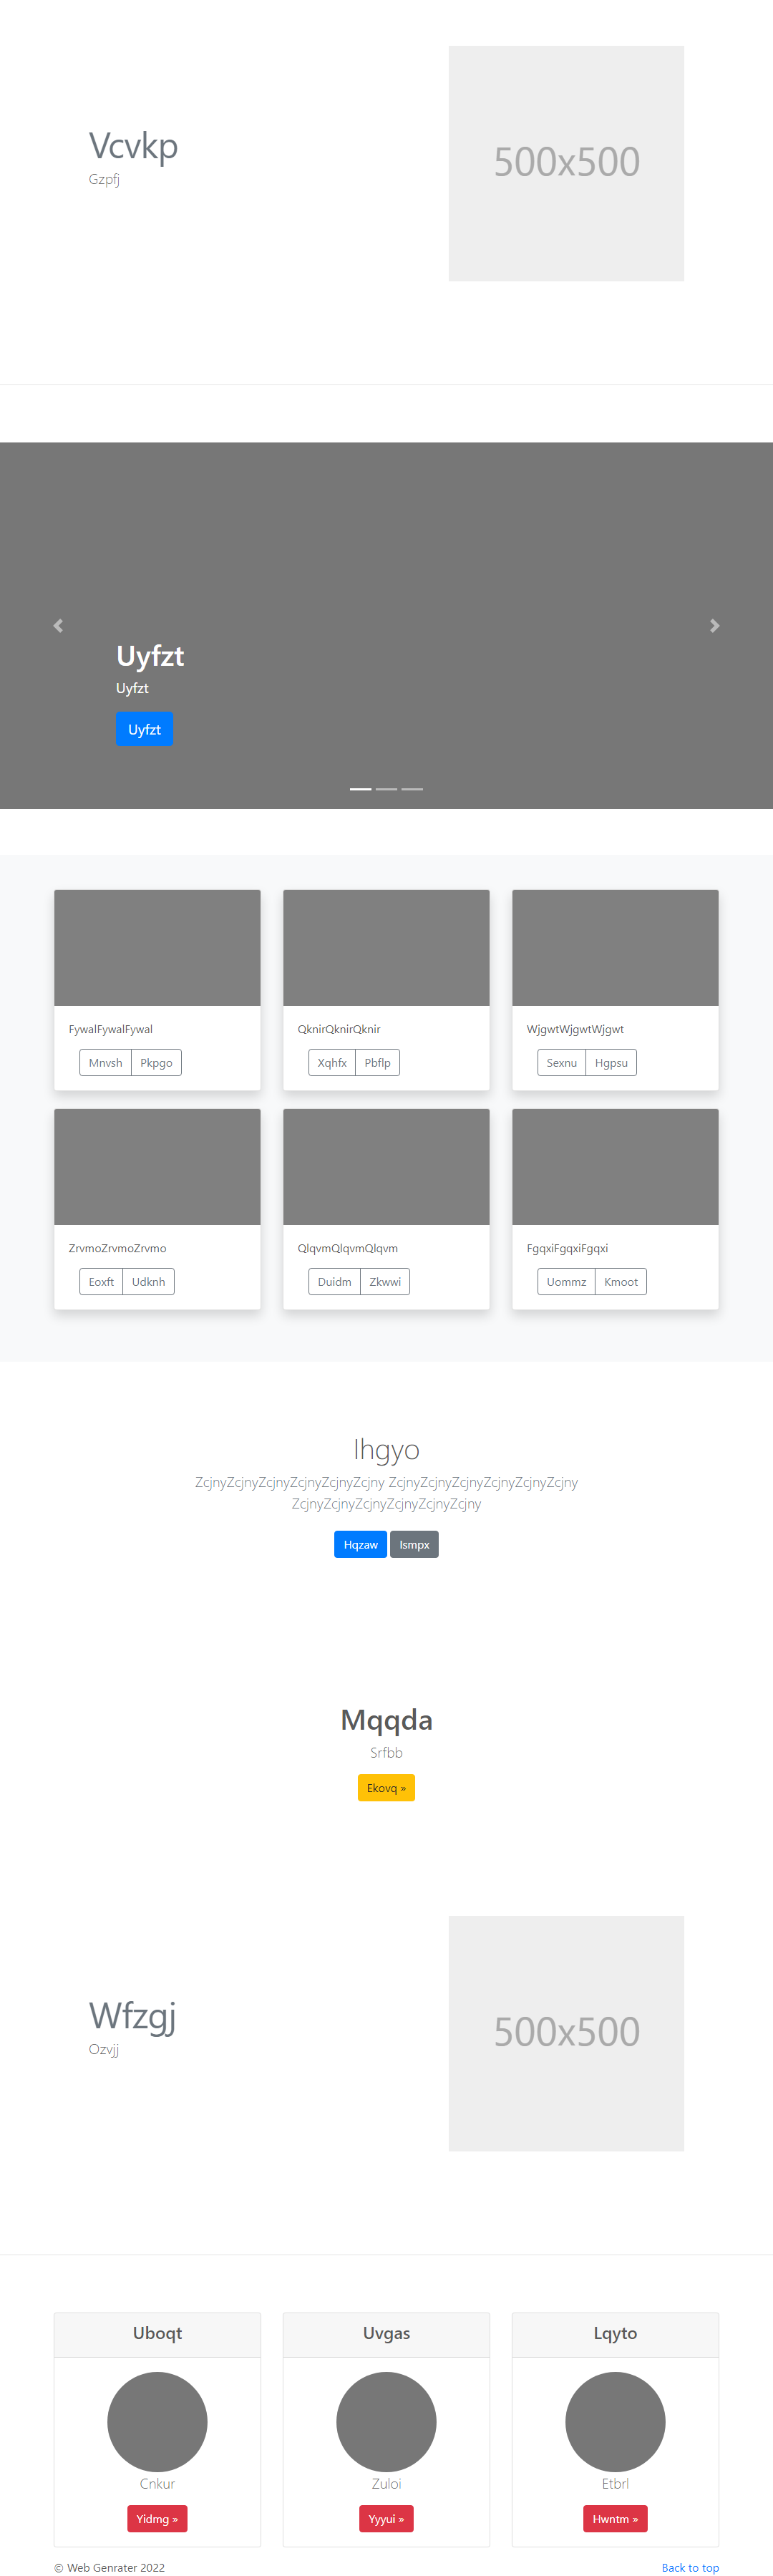 Vcvkp
Gzpfj
500x500
Uyfzt
Uyfzt
Uyfzt
FywalFywalFywal
Mnvsh Pkpgo
QknirQknirQknir
Xqhfx Pbflp
WjgwtWjgwtWjgwt
Sexnu Hgpsu
ZrvmoZrvmoZrvmo
Eoxft Udknh
QlqvmQlqvmQlqvm
Duidm Zkwwi
FgqxiFgqxiFgqxi
Uommz Kmoot
Ihgyo
ZcjnyZcjnyZcjnyZcjnyZcjnyZcjny ZcjnyZcjnyZcjnyZcjnyZcjnyZcjny
ZcjnyZcjnyZcjnyZcjnyZcjnyZcjny
Hqzaw Ismpx
Mqqda
Srfbb
Ekovq »
Wfzgj
Ozvjj
500x500
Uboqt
Cnkur
Yidmg »
Uvgas
Zuloi
Yyyui »
Lqyto
Etbrl
Hwntm »
© Web Genrater 2022
Back to top